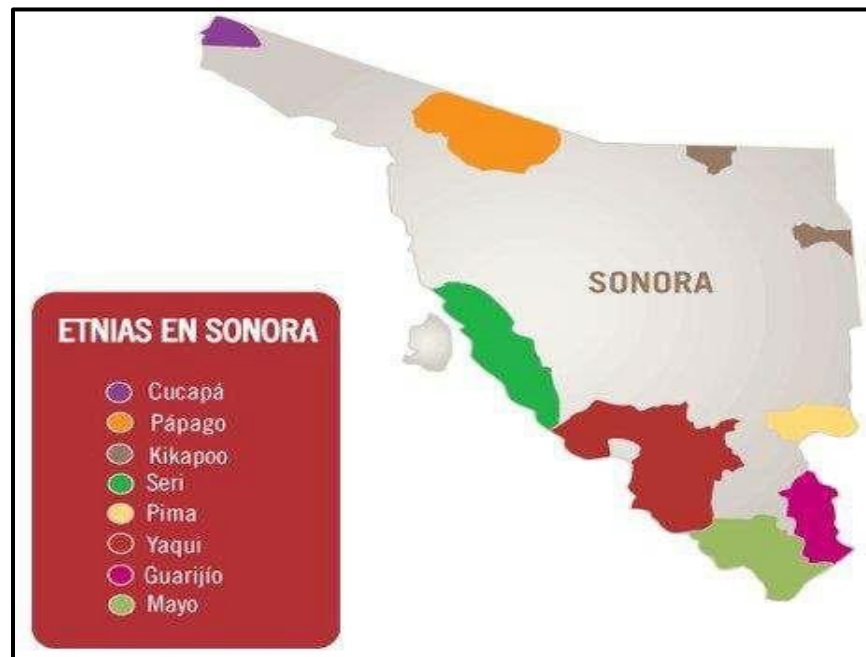 SONORA
ETNIAS EN SONORA
Cucapá
Pápago
Kikapoo
Seri
Pima
Yaqui
Guarijío
Mayo